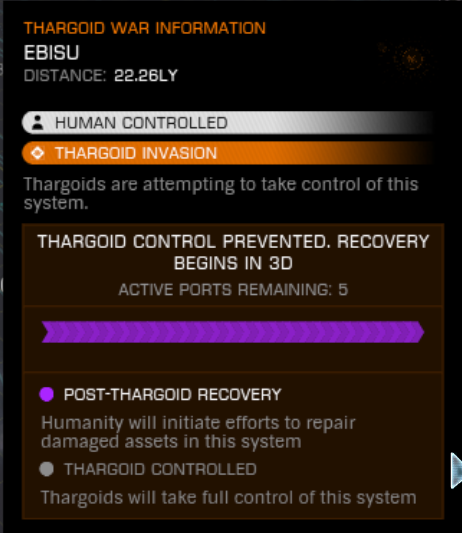 THARGOID WAR INFORMATION
EBISU
DISTANCE: 22.26LY
HUMAN CONTROLLED
THARGOID INVASION
Thargoids are attempting to take control of this
system.
THARGOID CONTROL PREVENTED. RECOVERY
BEGINS IN 3D
ACTIVE PORTS REMAINING: 5
POST-THARGOID RECOVERY
Humanity will initiate efforts to repair
damaged assets in this system
THARGOID CONTROLLED
Thargoids will take full control of this system